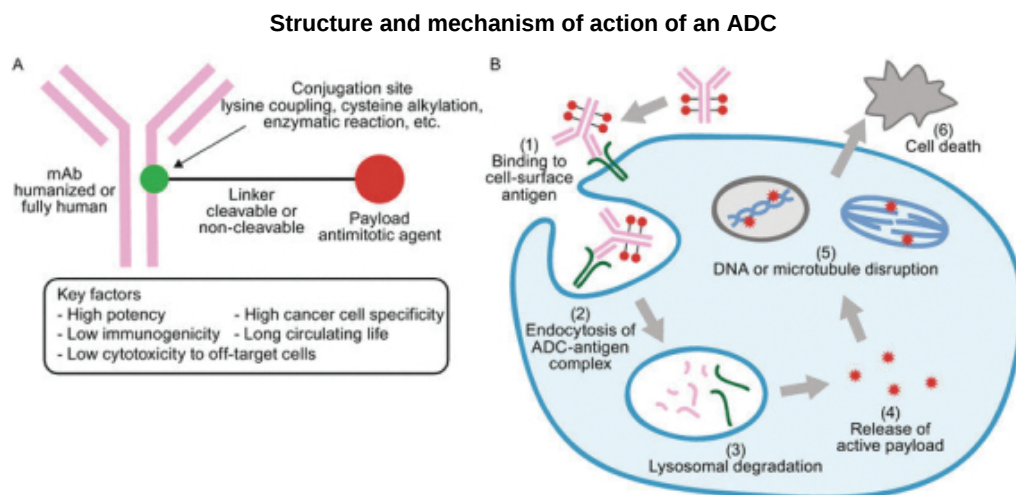 Structure and mechanism of action of an ADC
A
Conjugation site
lysine coupling, cysteine alkylation,
enzymatic reaction, etc.
mAb
humanized or
fully human
Linker
cleavable or
non-cleavable
Payload
antimitotic agent
Key factors
- High potency - High cancer cell specificity
- Low immunogenicity - Long circulating life
- Low cytotoxicity to off-target cells
B
(1)
Binding to
cell-surface
antigen
(2)
Endocytosis of
ADC-antigen
complex
(3)
Lysosomal degradation
(4)
Release of
active payload
(5)
DNA or microtubule disruption
(6)
Cell death